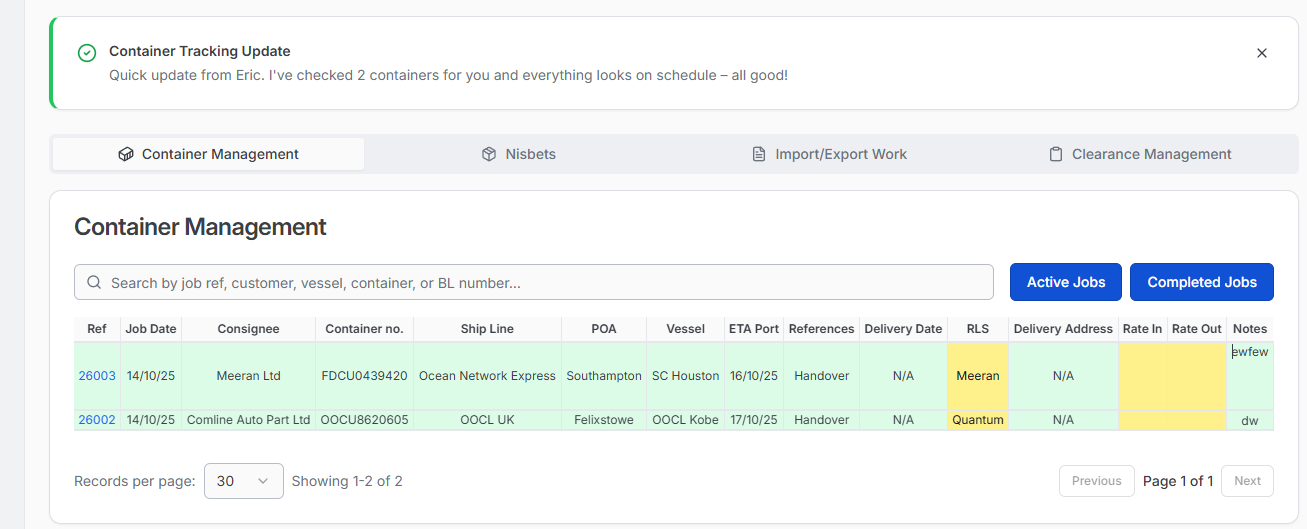 Container Tracking Update
Quick update from Eric. I've checked 2 containers for you and everything looks on schedule – all good!
Container Management Nisbets Import/Export Work Clearance Management
Container Management
Search by job ref, customer, vessel, container, or BL number... Active Jobs Completed Jobs
Ref Job Date Consignee Container no. Ship Line POA Vessel ETA Port References Delivery Date RLS Delivery Address Rate In Rate Out Notes
26003 14/10/25 Meeran Ltd FDCU0439420 Ocean Network Express Southampton SC Houston 16/10/25 Handover N/A Meeran N/A ewfew
26002 14/10/25 Comline Auto Part Ltd OOCU8620605 OOCL UK Felixstowe OOCL Kobe 17/10/25 Handover N/A Quantum N/A dw
Records per page: 30 Showing 1-2 of 2 Previous Page 1 of 1 Next